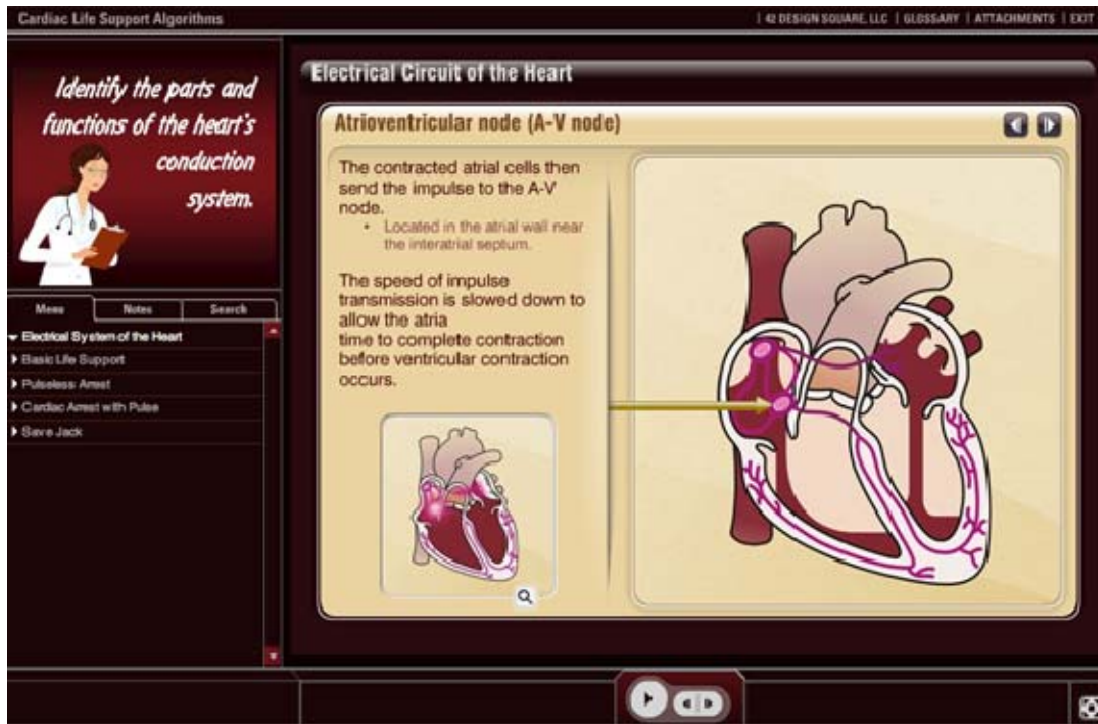 Cardiac Life Support Algorithms
| 42 DESIGN SQUARE, LLC | GLOSSARY | ATTACHMENTS | EXIT
Identify the parts and
functions of the heart's
conduction
system.
Menu Notes Search
Electrical System of the Heart
Basic Life Support
Pulseless Arrest
Cardiac Arrest with Pulse
Save Jack
Electrical Circuit of the Heart
Atrioventricular node (A-V node)
The contracted atrial cells then
send the impulse to the A-V
node.
• Located in the atrial wall near
the interatrial septum.
The speed of impulse
transmission is slowed down to
allow the atria
time to complete contraction
before ventricular contraction
occurs.